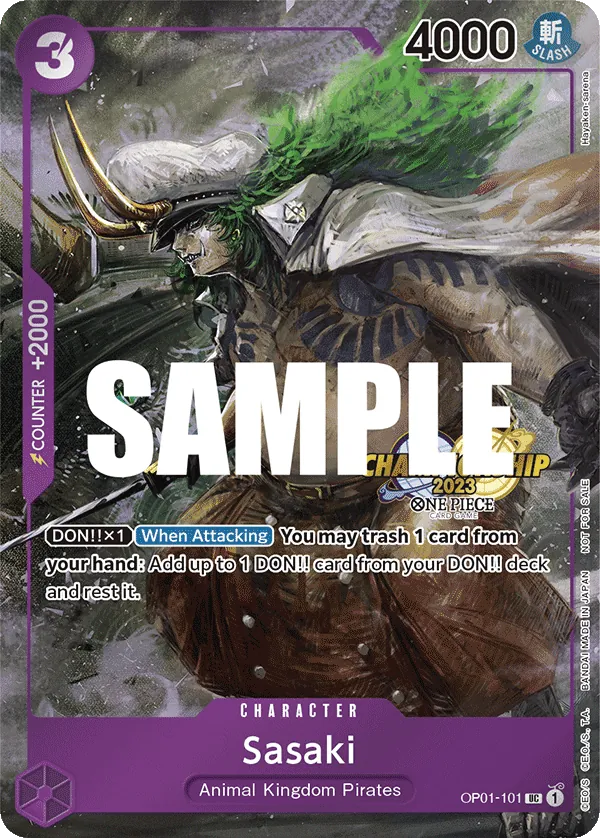 3
4000
斬
SLASH
Hayaken-sarena
COUNTER +2000
SAMPLE
CHAMPIONSHIP
2023
ONE PIECE
CARD GAME
DON!!×1 When Attacking You may trash 1 card from
your hand: Add up to 1 DON!! card from your DON!! deck
and rest it.
CHARACTER
Sasaki
Animal Kingdom Pirates
OP01-101 UC 1
©E.O/S ©E.O./S., T.A. BANDAI MADE IN JAPAN NOT FOR SALE